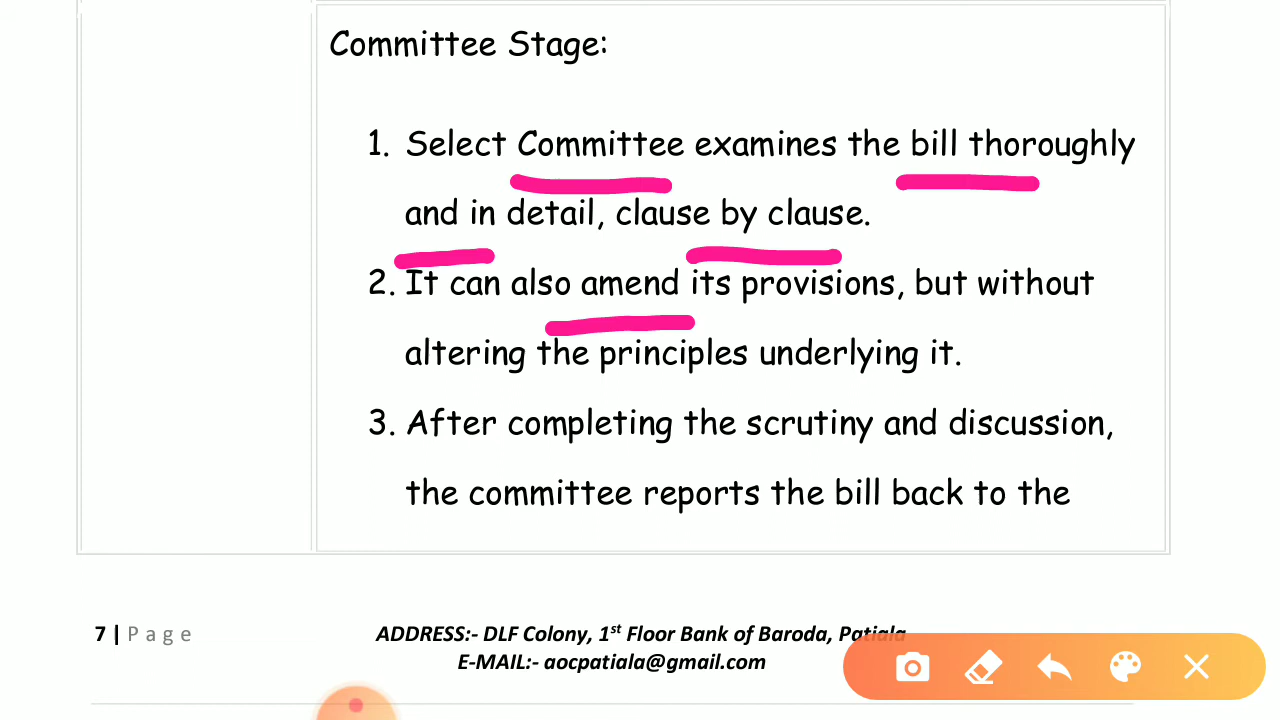 Committee Stage:
1. Select Committee examines the bill thoroughly
and in detail, clause by clause.
2. It can also amend its provisions, but without
altering the principles underlying it.
3. After completing the scrutiny and discussion,
the committee reports the bill back to the
7 | Page
ADDRESS:- DLF Colony, 1st Floor Bank of Baroda, Patiala
E-MAIL:- aocpatiala@gmail.com